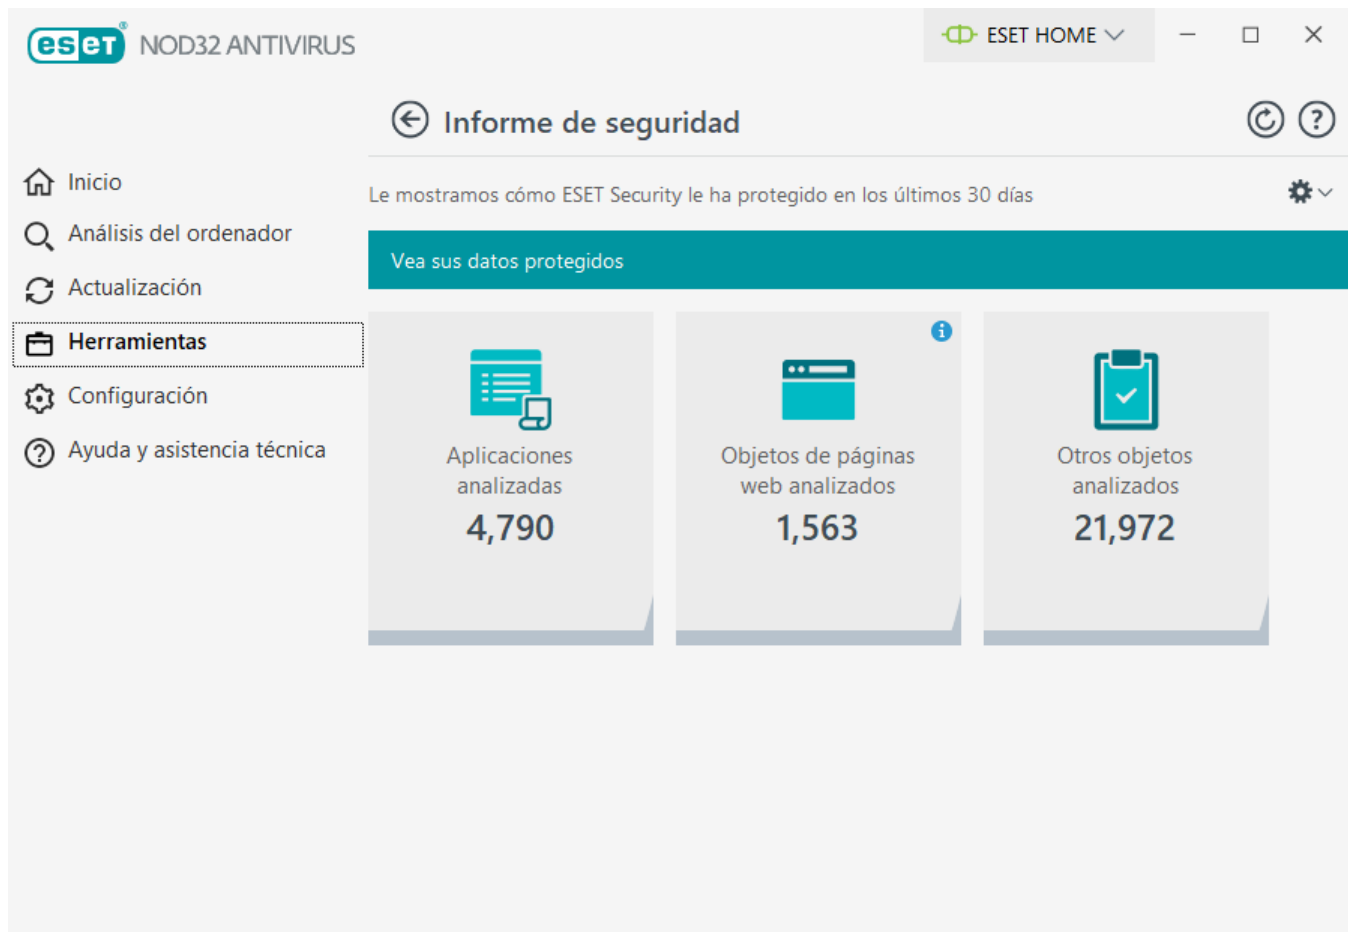 eset® NOD32 ANTIVIRUS
ESET HOME
Informe de seguridad
Inicio
Análisis del ordenador
Actualización
Herramientas
Configuración
Ayuda y asistencia técnica
Le mostramos cómo ESET Security le ha protegido en los últimos 30 días
Vea sus datos protegidos
Aplicaciones
analizadas
4,790
Objetos de páginas
web analizados
1,563
Otros objetos
analizados
21,972